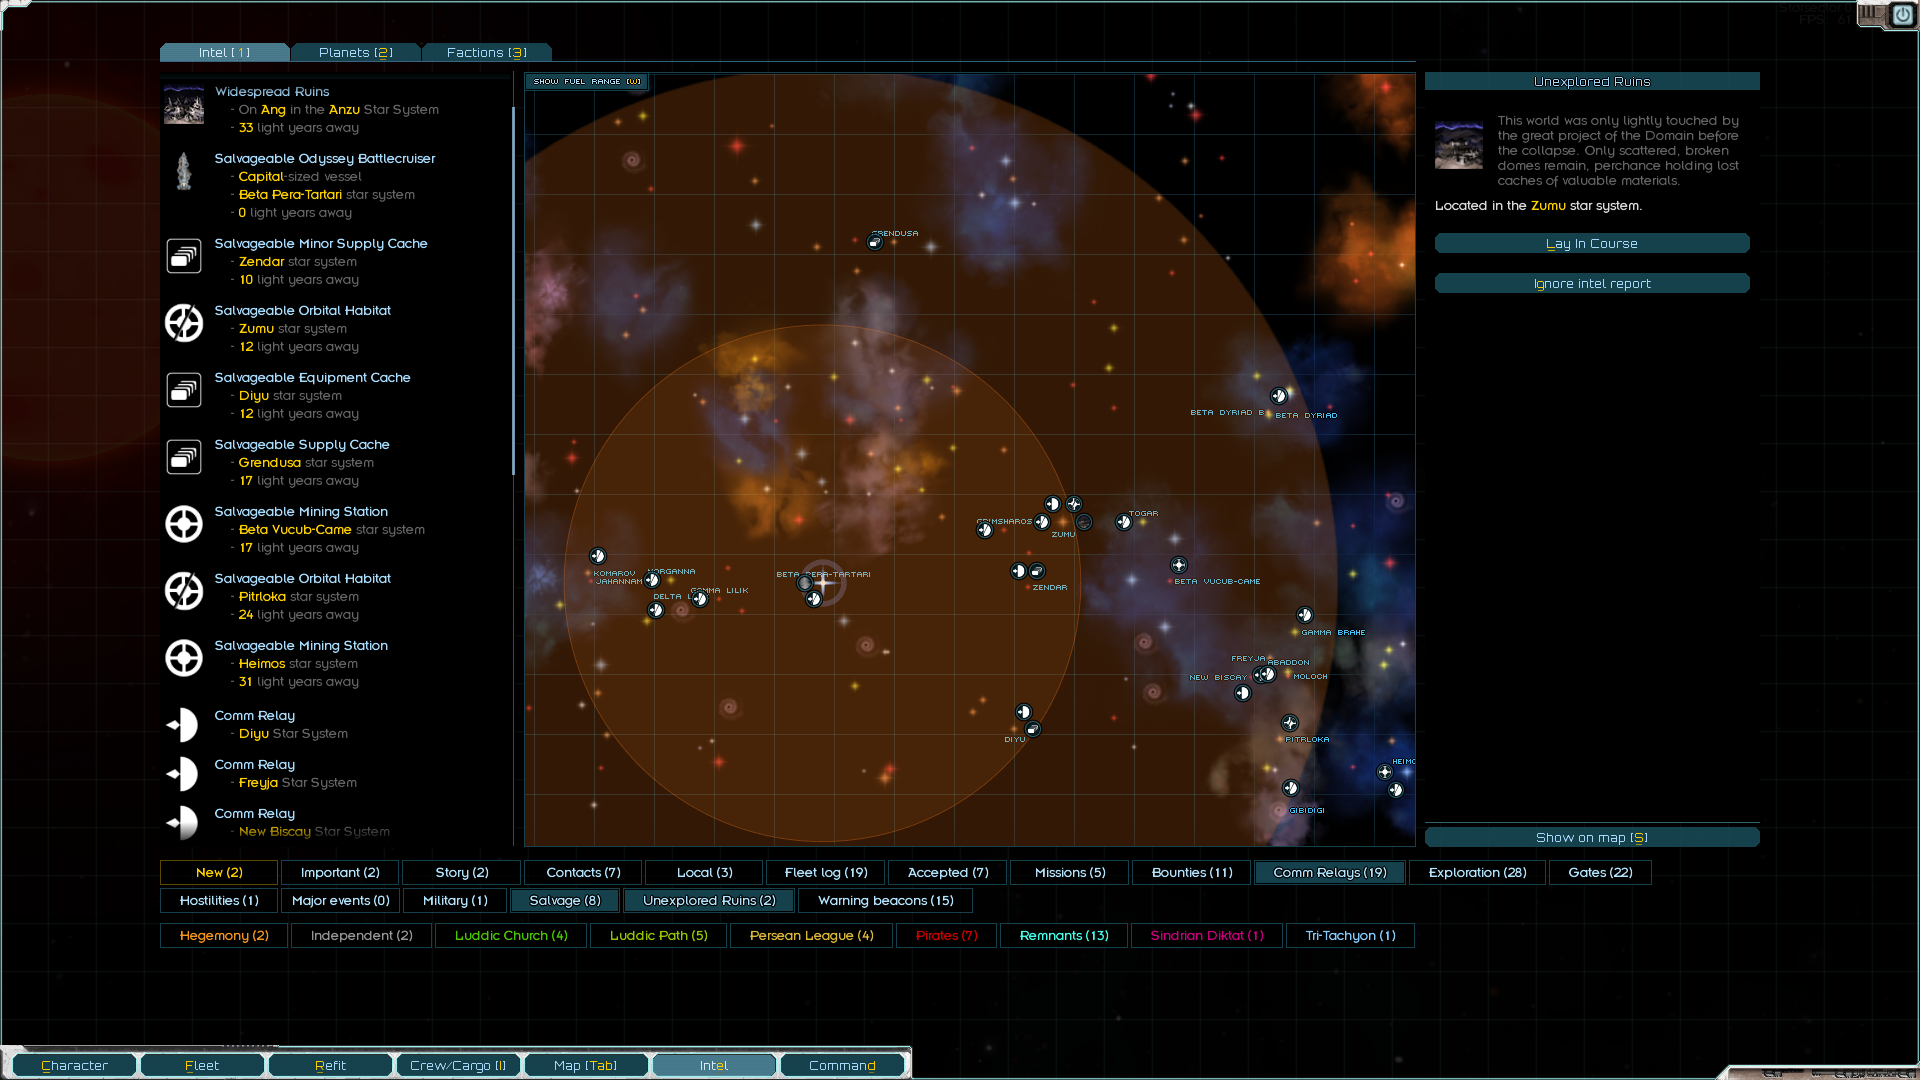 Intel [1]
Planets [2]
Factions [3]
Widespread Ruins
- On Ang in the Anzu Star System
- 33 light years away
Salvageable Odyssey Battlecruiser
- Capital-sized vessel
- Beta Pera-Tartari star system
- 0 light years away
Salvageable Minor Supply Cache
- Zendar star system
- 10 light years away
Salvageable Orbital Habitat
- Zumu star system
- 12 light years away
Salvageable Equipment Cache
- Diyu star system
- 12 light years away
Salvageable Supply Cache
- Grendusa star system
- 17 light years away
Salvageable Mining Station
- Beta Vucub-Came star system
- 17 light years away
Salvageable Orbital Habitat
- Pitrloka star system
- 24 light years away
Salvageable Mining Station
- Heimos star system
- 31 light years away
Comm Relay
- Diyu Star System
Comm Relay
- Freyja Star System
Comm Relay
- New Biscay Star System
SHOW FUEL RANGE [W]
GRENDUSA
BETA DYRIAD B
BETA DYRIAD
TOGAR
ZUMU
BETA VUCUB-CAME
ZENDAR
KOMAROV
JAHANNAM
MORGANNA
DELTA
GAMMA LILIK
BETA PERA-TARTARI
GAMMA BRAHE
FREYJA
ABADDON
NEW BISCAY
MOLOCH
DIYU
PITRLOKA
HEIMO
GIBIDIGI
Unexplored Ruins
This world was only lightly touched by
the great project of the Domain before
the collapse. Only scattered, broken
domes remain, perchance holding lost
caches of valuable materials.
Located in the Zumu star system.
Lay In Course
Ignore intel report
Show on map [S]
New (2)
Important (2)
Story (2)
Contacts (7)
Local (3)
Fleet log (19)
Accepted (7)
Missions (5)
Bounties (11)
Comm Relays (19)
Exploration (28)
Gates (22)
Hostilities (1)
Major events (0)
Military (1)
Salvage (8)
Unexplored Ruins (2)
Warning beacons (15)
Hegemony (2)
Independent (2)
Luddic Church (4)
Luddic Path (5)
Persean League (4)
Pirates (7)
Remnants (13)
Sindrian Diktat (1)
Tri-Tachyon (1)
Character
Fleet
Refit
Crew/Cargo [I]
Map [Tab]
Intel
Command